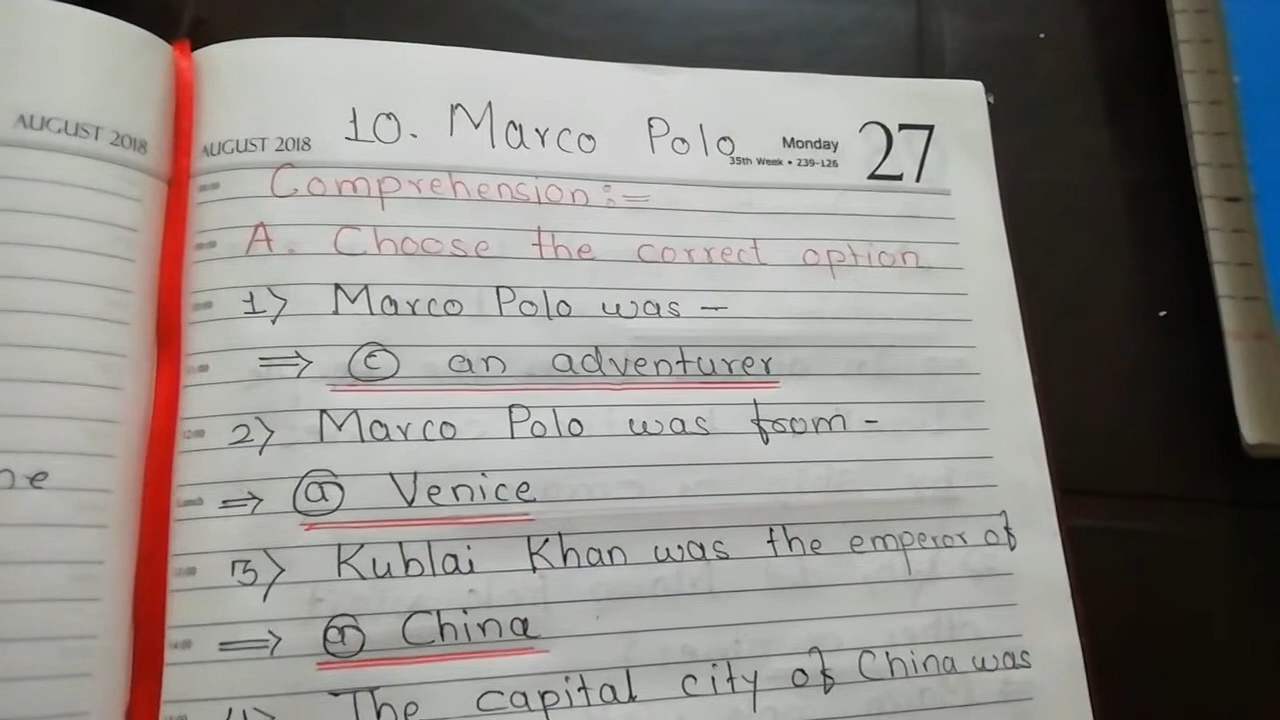 AUGUST 2018
ne
AUGUST 2018 10. Marco Polo Monday 27
35th Week • 239-126
Comprehension:=
A. Choose the correct option
1) Marco Polo was –
⇒ (c) an adventurer
2) Marco Polo was from -
⇒ (a) Venice
3) Kublai Khan was the emperor of
⇒ China
4) The capital city of China was